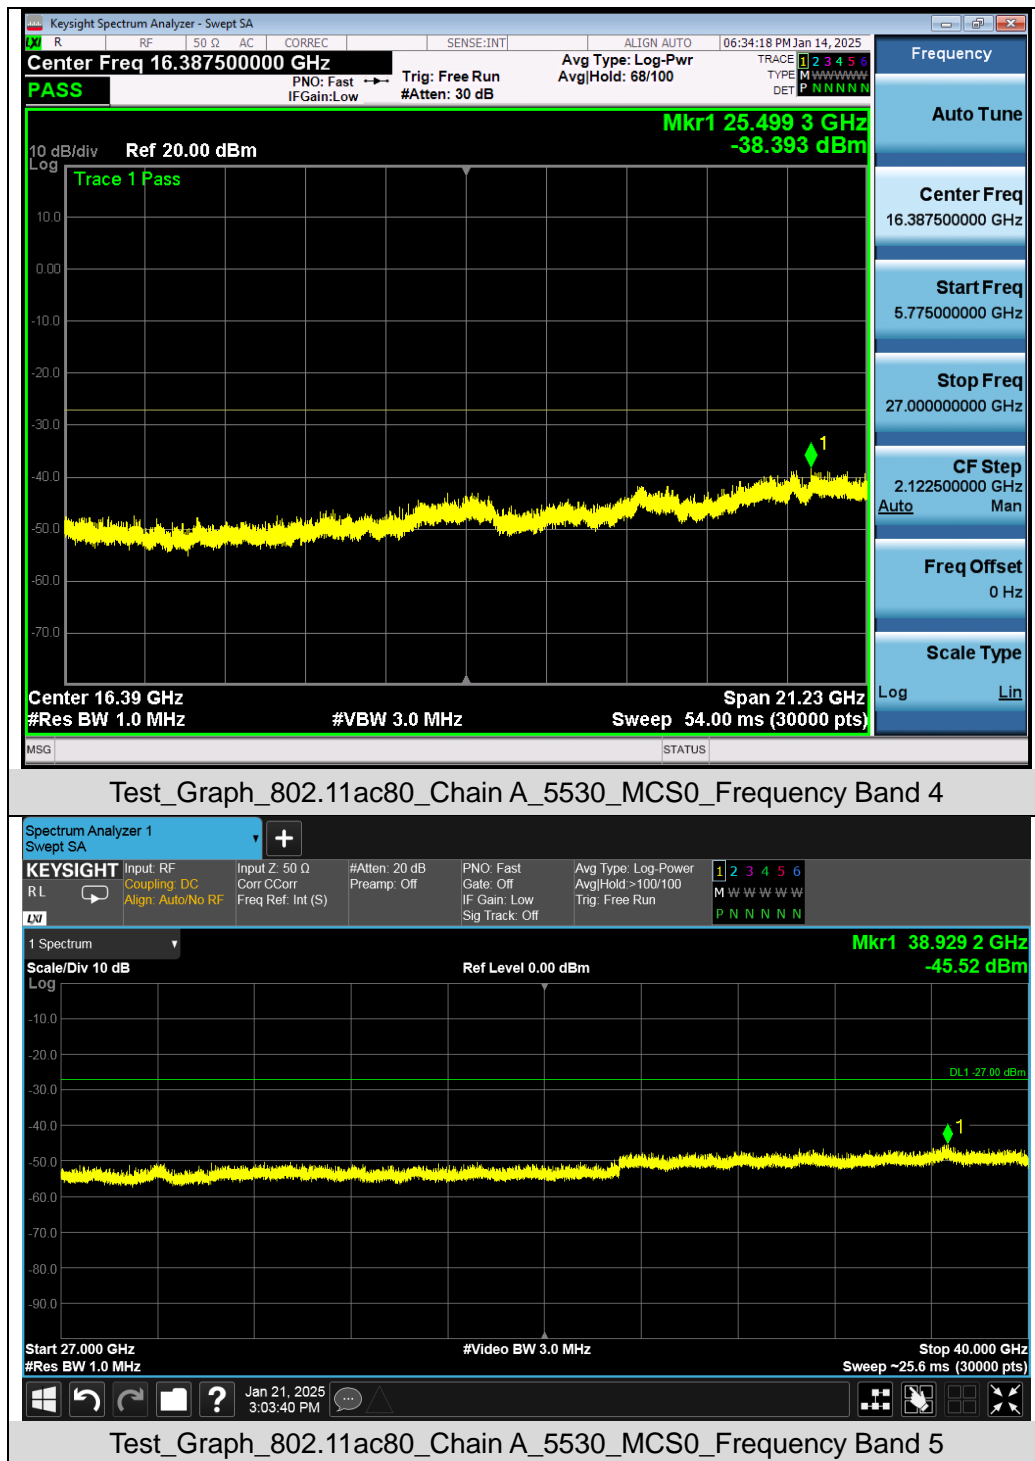 Keysight Spectrum Analyzer - Swept SA
LXI R RF 50 Ω AC CORREC SENSE:INT ALIGN AUTO 06:34:18 PM Jan 14, 2025
Center Freq 16.387500000 GHz
PASS
PNO: Fast
IFGain:Low
Trig: Free Run
#Atten: 30 dB
Avg Type: Log-Pwr
Avg|Hold: 68/100
TRACE 1 2 3 4 5 6
TYPE M W W W W W
DET P N N N N N
Mkr1 25.499 3 GHz
-38.393 dBm
10 dB/div Ref 20.00 dBm
Log
Trace 1 Pass
10.0
0.00
-10.0
-20.0
-30.0
-40.0
-50.0
-60.0
-70.0
1
Center 16.39 GHz Span 21.23 GHz
#Res BW 1.0 MHz #VBW 3.0 MHz Sweep 54.00 ms (30000 pts)
MSG STATUS
Frequency
Auto Tune
Center Freq
16.387500000 GHz
Start Freq
5.775000000 GHz
Stop Freq
27.000000000 GHz
CF Step
2.122500000 GHz
Auto Man
Freq Offset
0 Hz
Scale Type
Log Lin
Test_Graph_802.11ac80_Chain A_5530_MCS0_Frequency Band 4
Spectrum Analyzer 1
Swept SA
+
KEYSIGHT
RL
LXI
Input: RF
Coupling: DC
Align: Auto/No RF
Input Z: 50 Ω
Corr CCorr
Freq Ref: Int (S)
#Atten: 20 dB
Preamp: Off
PNO: Fast
Gate: Off
IF Gain: Low
Sig Track: Off
Avg Type: Log-Power
Avg|Hold:>100/100
Trig: Free Run
1 2 3 4 5 6
M W W W W W
P N N N N N
1 Spectrum
Mkr1 38.929 2 GHz
Scale/Div 10 dB Ref Level 0.00 dBm -45.52 dBm
Log
-10.0
-20.0
-30.0
-40.0
-50.0
-60.0
-70.0
-80.0
-90.0
DL1 -27.00 dBm
1
Start 27.000 GHz #Video BW 3.0 MHz Stop 40.000 GHz
#Res BW 1.0 MHz Sweep ~25.6 ms (30000 pts)
?
Jan 21, 2025
3:03:40 PM
Test_Graph_802.11ac80_Chain A_5530_MCS0_Frequency Band 5